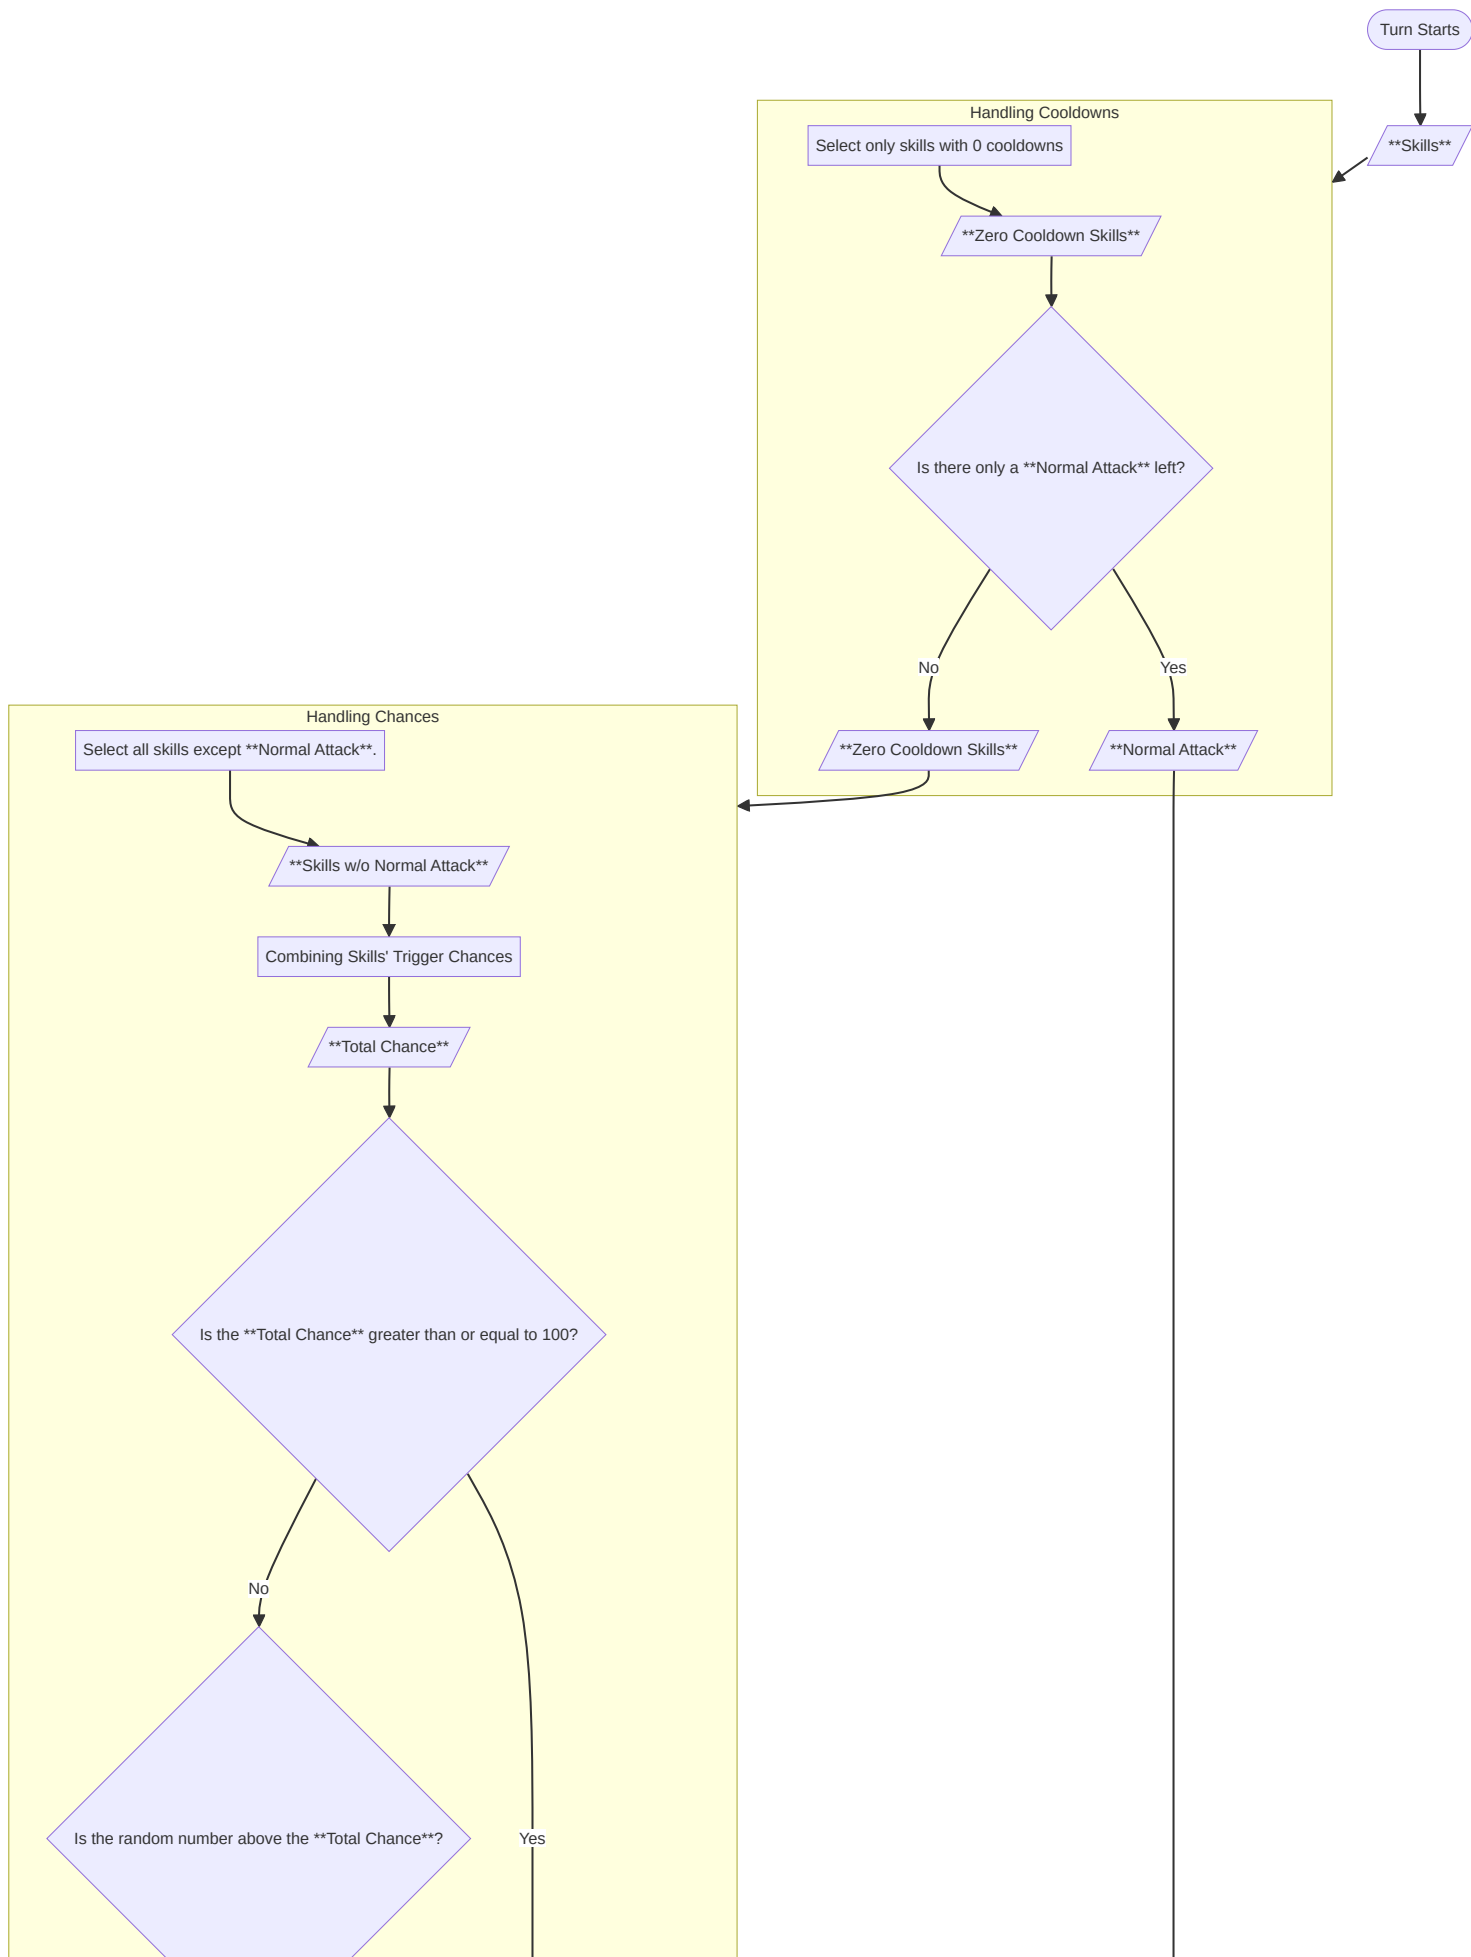 Turn Starts
**Skills**
Handling Cooldowns
Select only skills with 0 cooldowns
**Zero Cooldown Skills**
Is there only a **Normal Attack** left?
No
Yes
**Zero Cooldown Skills**
**Normal Attack**
Handling Chances
Select all skills except **Normal Attack**.
**Skills w/o Normal Attack**
Combining Skills' Trigger Chances
**Total Chance**
Is the **Total Chance** greater than or equal to 100?
No
Is the random number above the **Total Chance**?
Yes